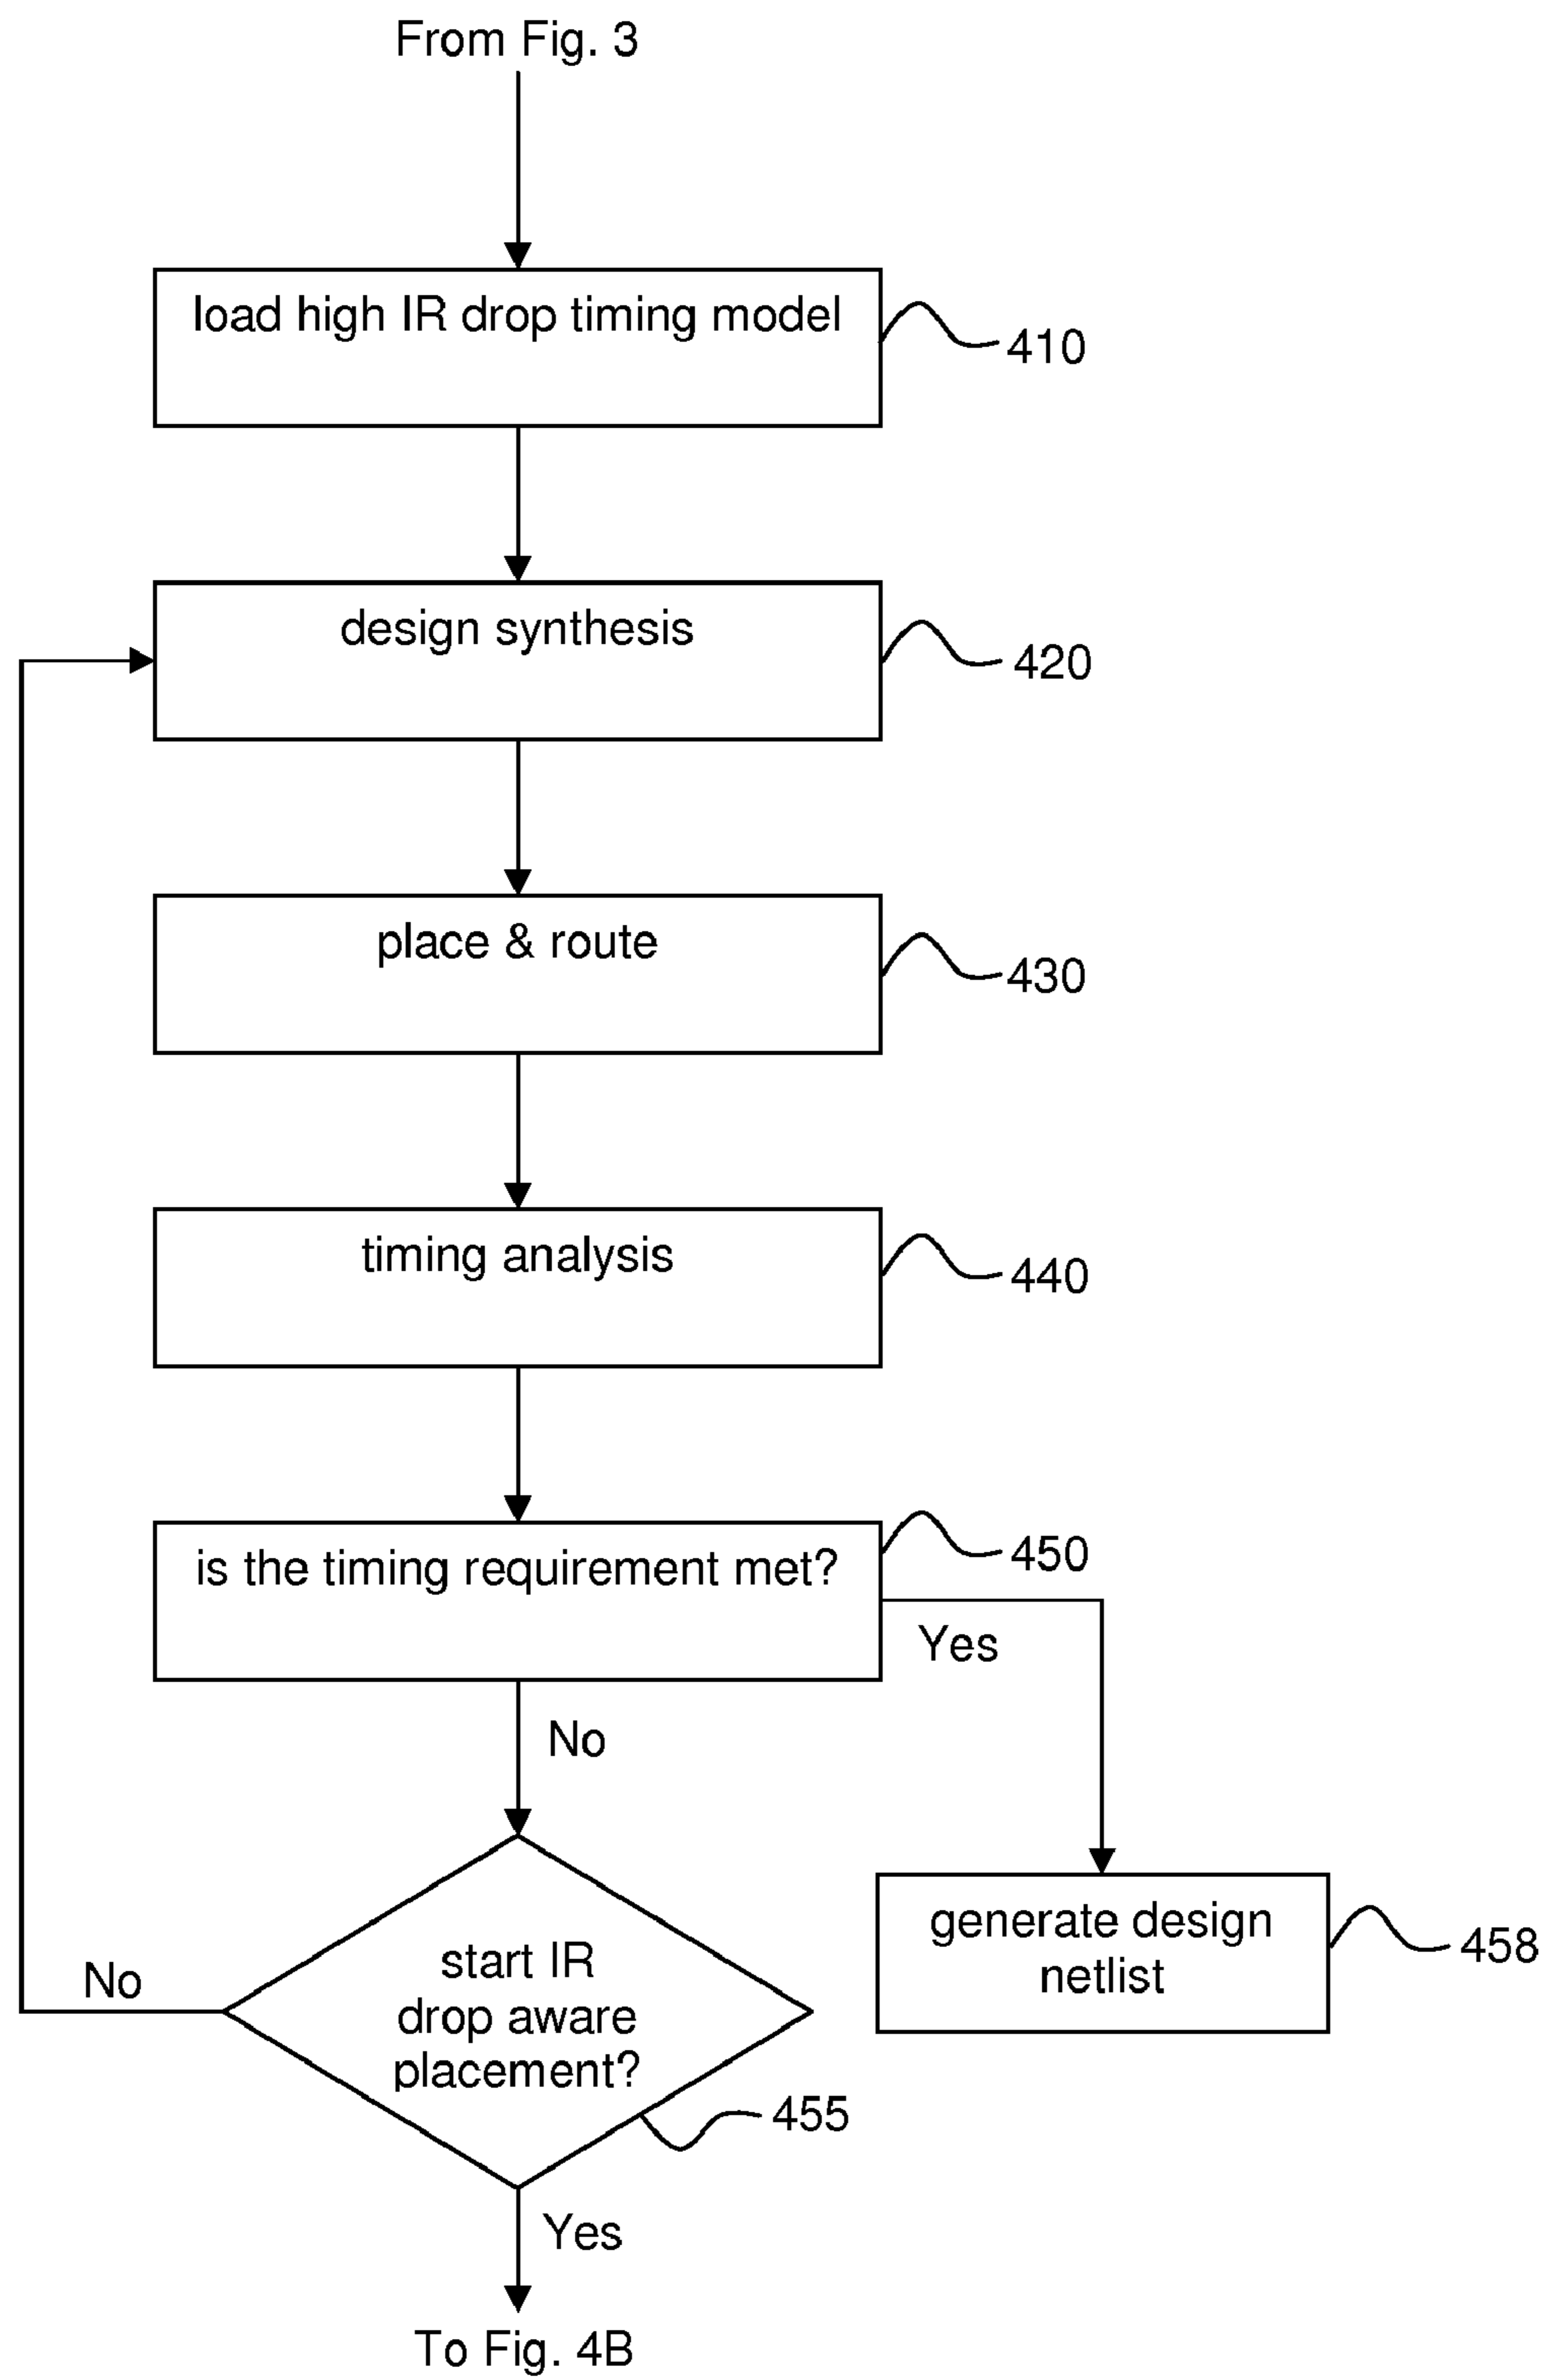 From Fig. 3
load high IR drop timing model
410
design synthesis
420
place & route
430
timing analysis
440
is the timing requirement met?
450
Yes
No
generate design
netlist
458
start IR
drop aware
placement?
No
455
Yes
To Fig. 4B